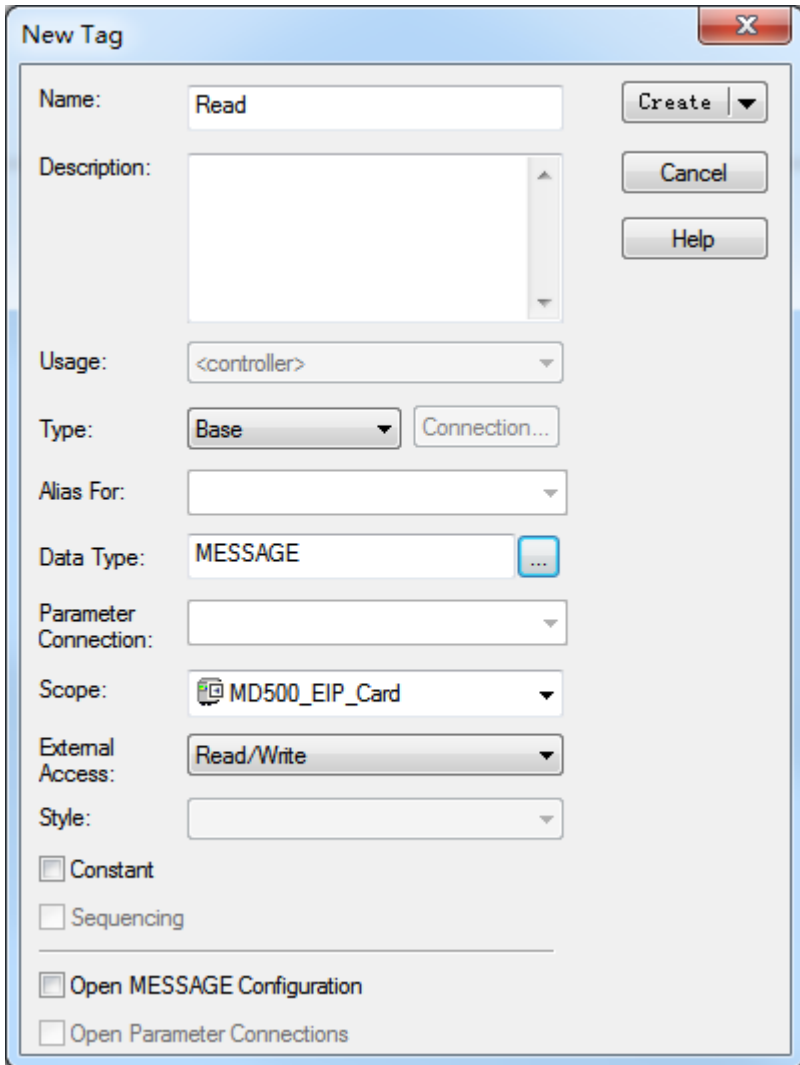 New Tag
Name:
Read
Create
Description:
Cancel
Help
Usage:
<controller>
Type:
Base
Connection...
Alias For:
Data Type:
MESSAGE
...
Parameter
Connection:
Scope:
MD500_EIP_Card
External
Access:
Read/Write
Style:
Constant
Sequencing
Open MESSAGE Configuration
Open Parameter Connections